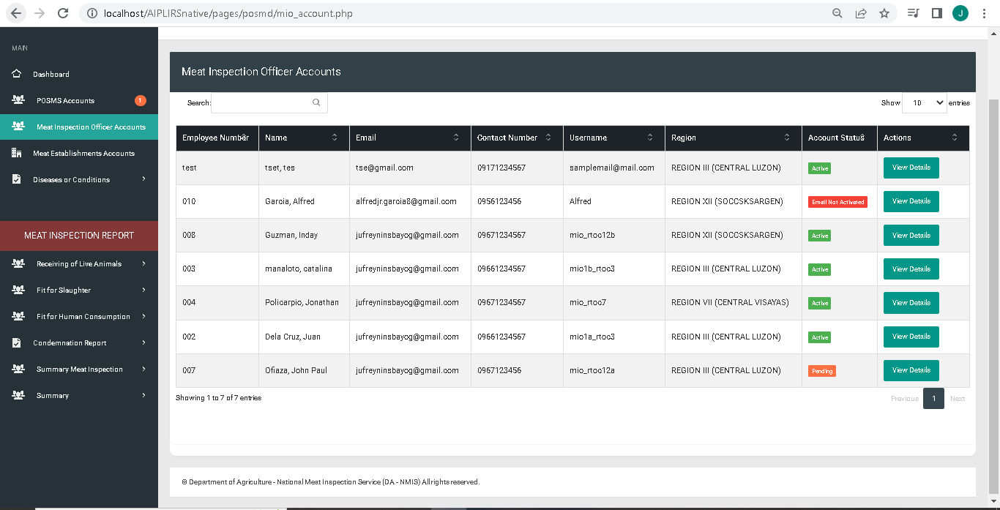 localhost/AIPLIRSnative/pages/posmd/mio_account.php
J
MAIN
Dashboard
POSMS Accounts 1
Meat Inspection Officer Accounts
Meat Establishments Accounts
Diseases or Conditions
MEAT INSPECTION REPORT
Receiving of Live Animals
Fit for Slaughter
Fit for Human Consumption
Condemnation Report
Summary Meat Inspection
Summary
Meat Inspection Officer Accounts
Search: Show 10 entries
Employee Number Name Email Contact Number Username Region Account Status Actions
test tset, tes tse@gmail.com 09171234567 samplemail@mail.com REGION III (CENTRAL LUZON) Active View Details
010 Garcia, Alfred alfredjr.garcia8@gmail.com 0956123456 Alfred REGION XII (SOCCSKSARGEN) Email Not Activated View Details
008 Guzman, Inday jufreyninsbayog@gmail.com 09671234567 mio_rtoc12b REGION XII (SOCCSKSARGEN) Active View Details
003 manaloto, catalina jufreyninsbayog@gmail.com 09661234567 mio1b_rtoc3 REGION III (CENTRAL LUZON) Active View Details
004 Policarpio, Jonathan jufreyninsbayog@gmail.com 09671234567 mio_rtoc7 REGION VII (CENTRAL VISAYAS) Active View Details
002 Dela Cruz, Juan jufreyninsbayog@gmail.com 09661234567 mio1a_rtoc3 REGION III (CENTRAL LUZON) Active View Details
007 Ofiaza, John Paul jufreyninsbayog@gmail.com 0967123456 mio_rtoc12a REGION III (CENTRAL LUZON) Pending View Details
Showing 1 to 7 of 7 entries Previous 1 Next
© Department of Agriculture - National Meat Inspection Service (DA - NMIS) All rights reserved.